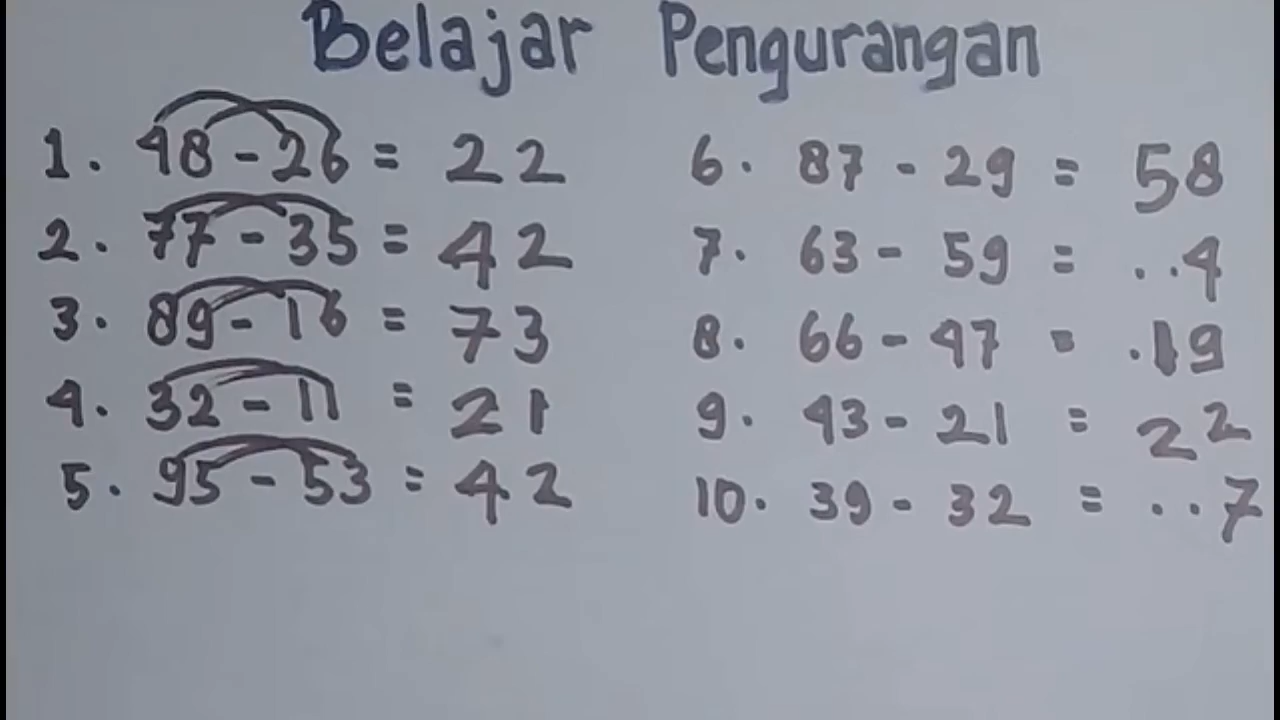 Belajar Pengurangan
1. 48 - 26 = 22
2. 77 - 35 = 42
3. 89 - 16 = 73
4. 32 - 11 = 21
5. 95 - 53 = 42
6. 87 - 29 = 58
7. 63 - 59 = ..4
8. 66 - 47 = .19
9. 43 - 21 = 22
10. 39 - 32 = ..7